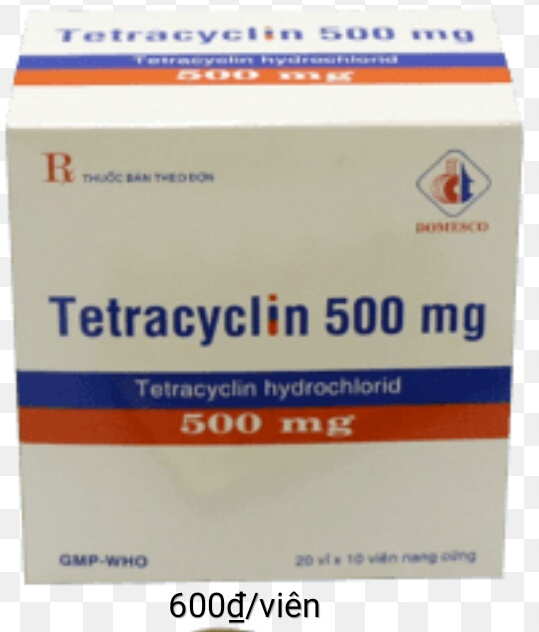 Tetracyclin 500 mg
Tetracyclin hydrochlorid
500 mg
℞ THUỐC BÁN THEO ĐƠN
DOMESCO
Tetracyclin 500 mg
Tetracyclin hydrochlorid
500 mg
GMP-WHO
20 vỉ x 10 viên nang cứng
600₫/viên